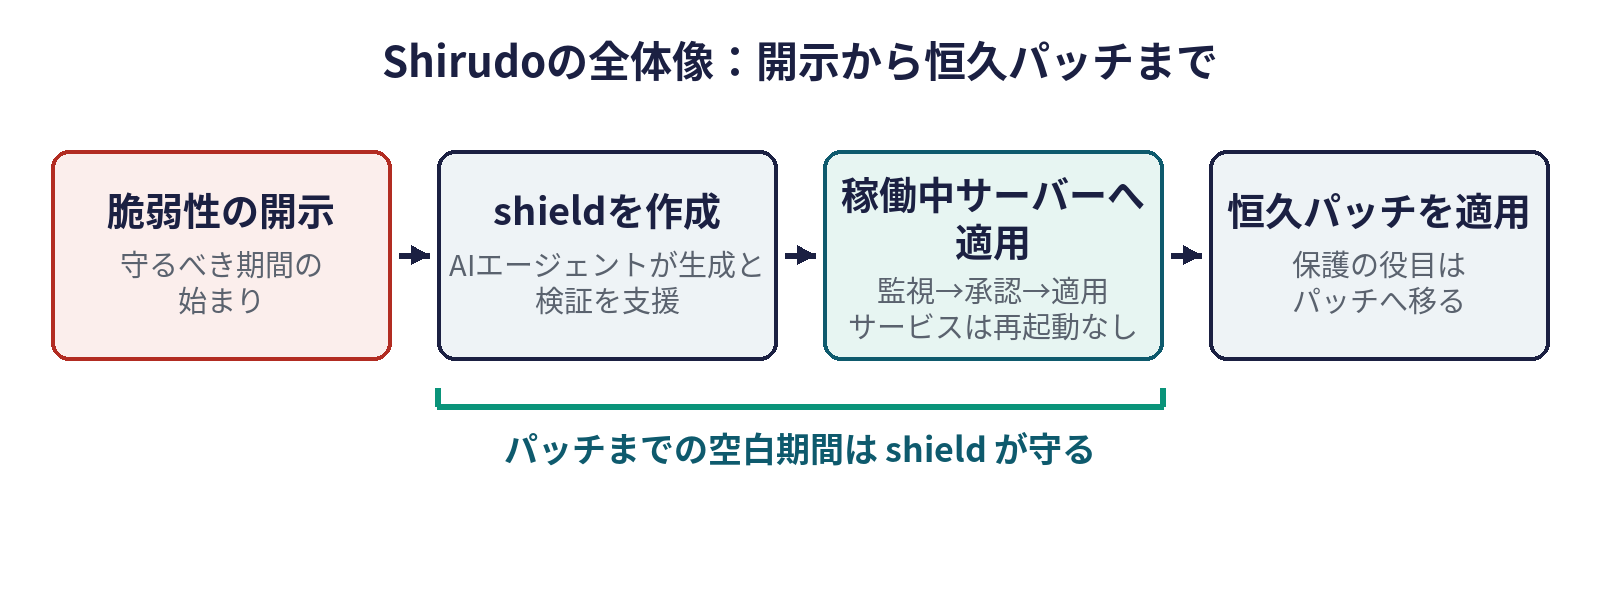 Shirudoの全体像：開示から恒久パッチまで
脆弱性の開示
守るべき期間の
始まり
shieldを作成
AIエージェントが生成と
検証を支援
稼働中サーバーへ
適用
監視→承認→適用
サービスは再起動なし
恒久パッチを適用
保護の役目は
パッチへ移る
パッチまでの空白期間は shield が守る